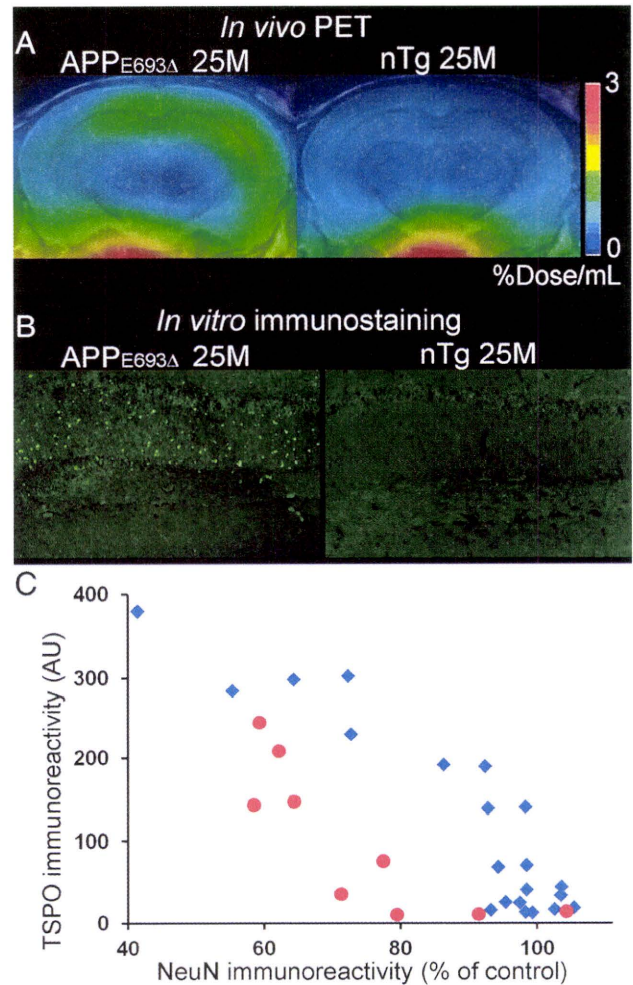 A
In vivo PET
APPE693Δ 25M
nTg 25M
3
0
%Dose/mL
B
In vitro immunostaining
APPE693Δ 25M
nTg 25M
C
TSPO immunoreactivity (AU)
400
300
200
100
0
40
60
80
100
NeuN immunoreactivity (% of control)